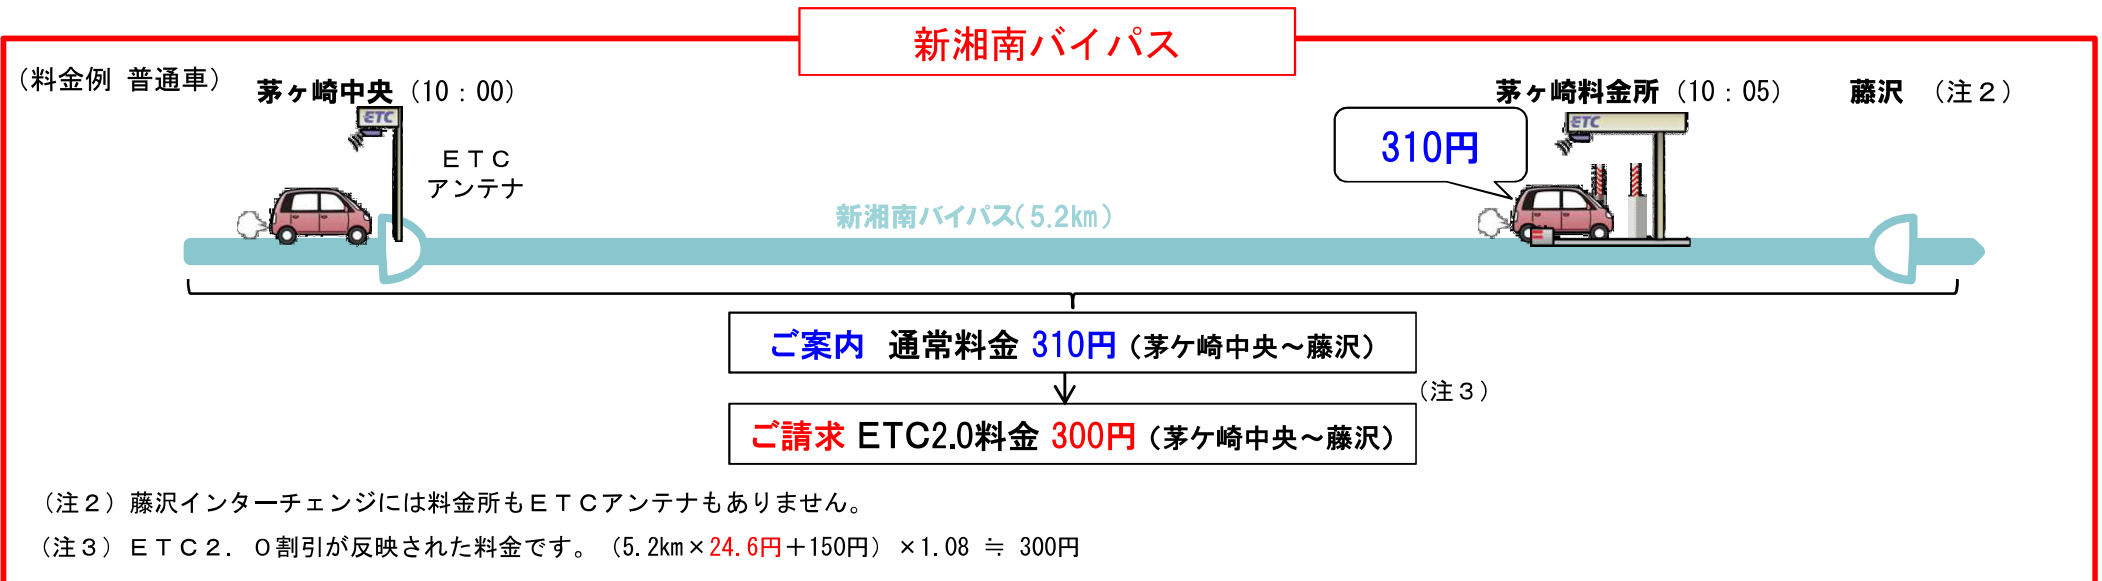 新湘南バイパス
（料金例 普通車）
茅ヶ崎中央（10：00）
茅ヶ崎料金所（10：05）
藤沢 （注２）
ETC
ETC
ＥＴＣ
アンテナ
310円
新湘南バイパス(5.2km)
ご案内 通常料金 310円（茅ケ崎中央～藤沢）
（注３）
ご請求 ETC2.0料金 300円（茅ケ崎中央～藤沢）
（注２）藤沢インターチェンジには料金所もＥＴＣアンテナもありません。
（注３）ＥＴＣ２．０割引が反映された料金です。（5.2km×24.6円＋150円）×1.08 ≒ 300円